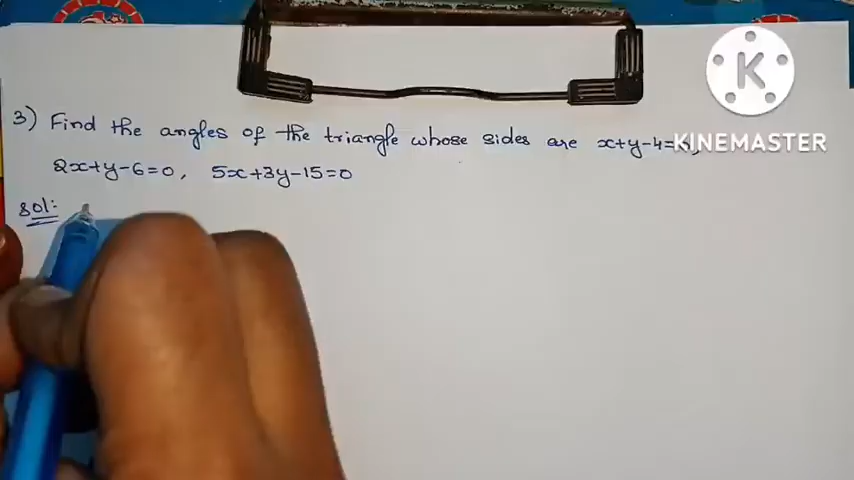 3) Find the angles of the triangle whose sides are x+y-4=0,
2x+y-6=0, 5x+3y-15=0
sol:
K
KINEMASTER